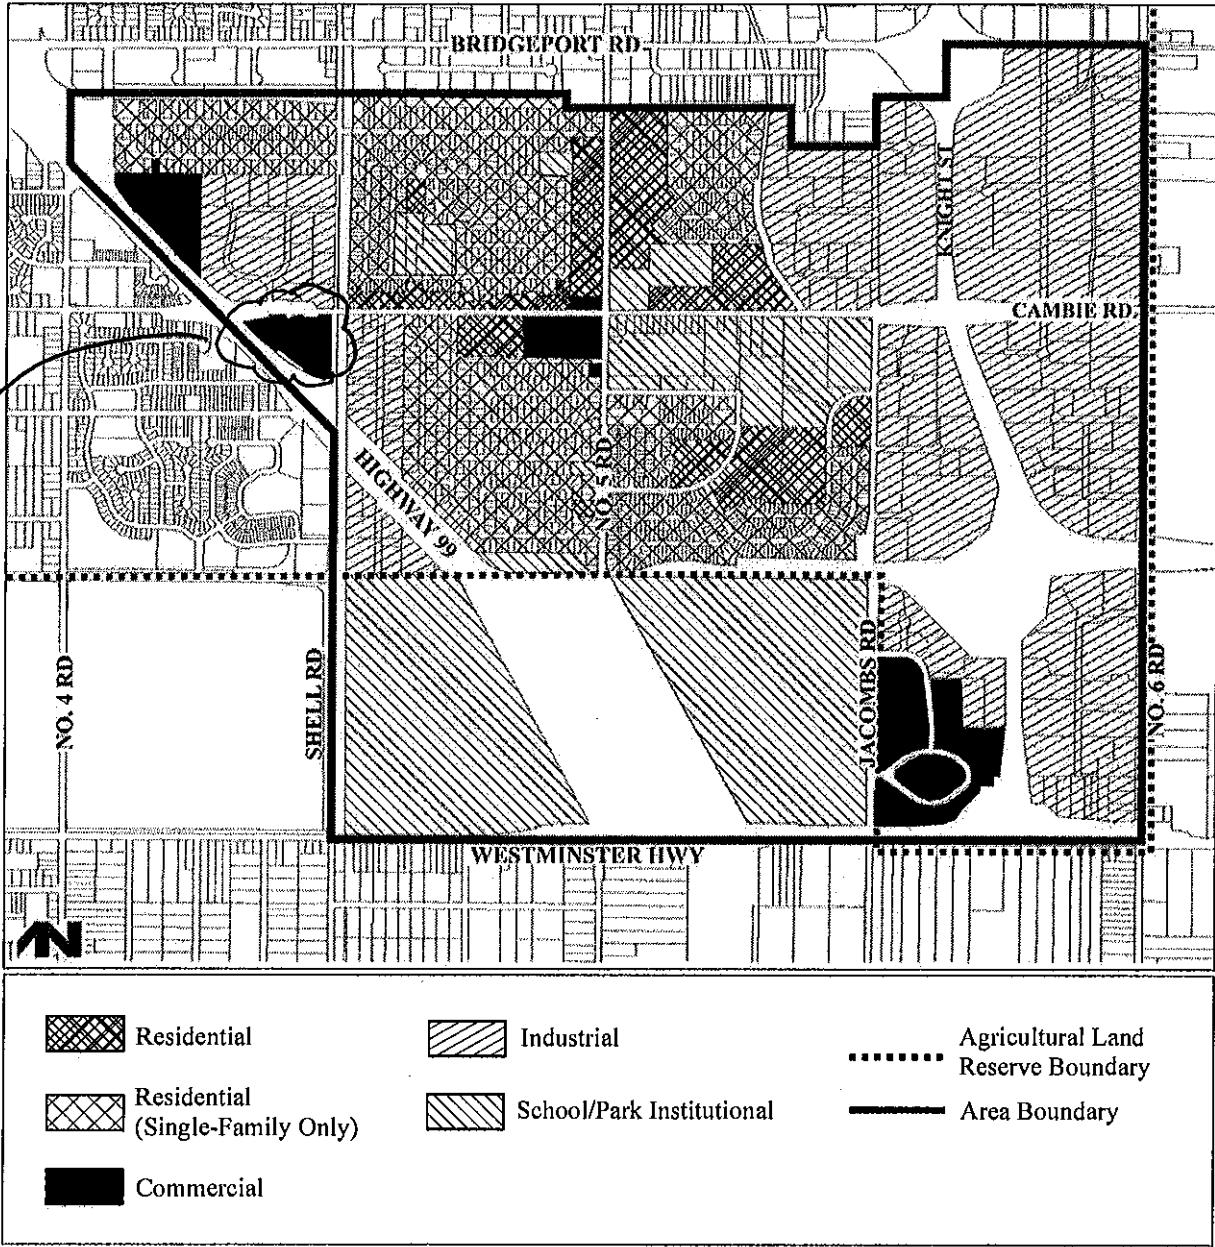 BRIDGEPORT RD
KNIGHT ST.
CAMBIE RD.
NO. 5 RD
HIGHWAY 99
NO. 4 RD
SHELL RD
JACOMBS RD
NO. 6 RD
WESTMINSTER HWY
N
Residential
Industrial
Agricultural Land
Reserve Boundary
Residential
(Single-Family Only)
School/Park Institutional
Area Boundary
Commercial